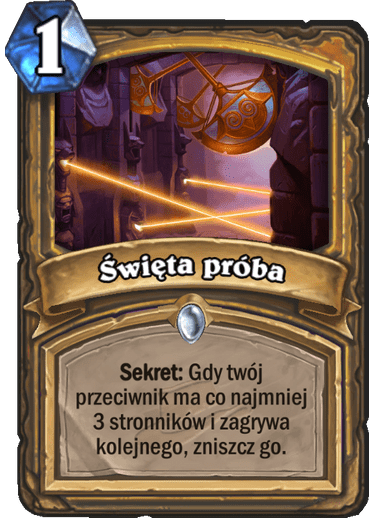 1
Święta próba
Sekret: Gdy twój
przeciwnik ma co najmniej
3 stronników i zagrywa
kolejnego, zniszcz go.